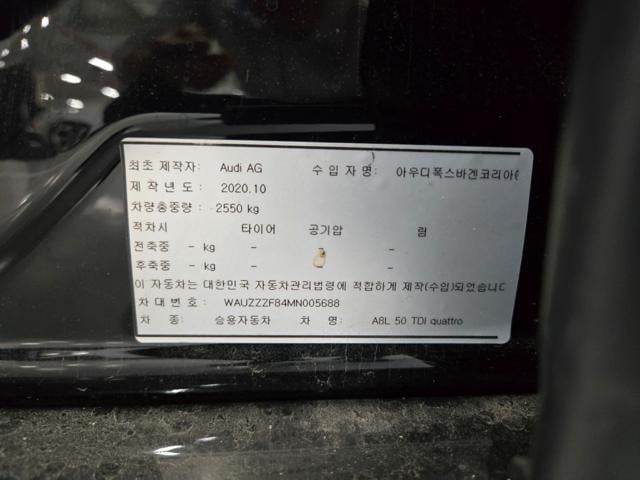 최초 제작자: Audi AG 수 입 자 명: 아우디폭스바겐코리아
제 작 년 도 : 2020.10
차량총중량 : 2550 kg
적차시 타이어 공기압 림
전축중 - kg - - -
후축중 - kg - -
이 자동차는 대한민국 자동차관리법령에 적합하게 제작(수입)되었습니다
차 대 번 호 : WAUZZZF84MN005688
차 종: 승용자동차 차 명: A8L 50 TDI quattro